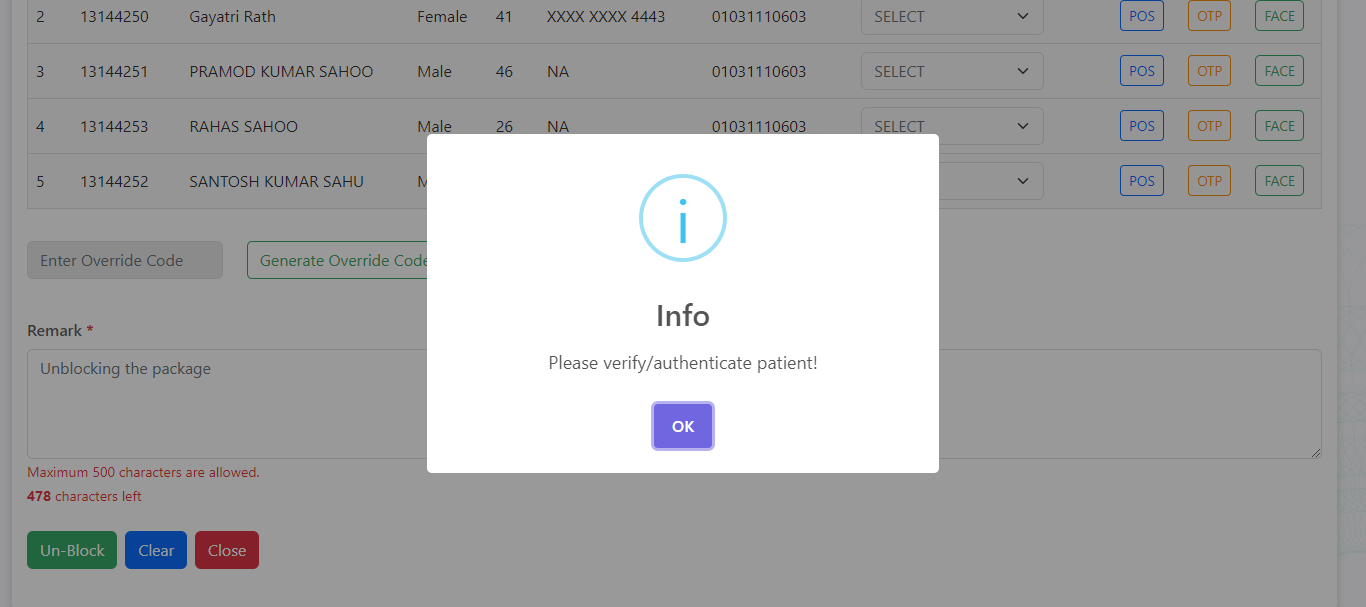 2 13144250 Gayatri Rath Female 41 XXXX XXXX 4443 01031110603 SELECT POS OTP FACE
3 13144251 PRAMOD KUMAR SAHOO Male 46 NA 01031110603 SELECT POS OTP FACE
4 13144253 RAHAS SAHOO Male 26 NA 01031110603 SELECT POS OTP FACE
5 13144252 SANTOSH KUMAR SAHU M POS OTP FACE
i
Info
Please verify/authenticate patient!
OK
Enter Override Code Generate Override Code
Remark *
Unblocking the package
Maximum 500 characters are allowed.
478 characters left
Un-Block Clear Close